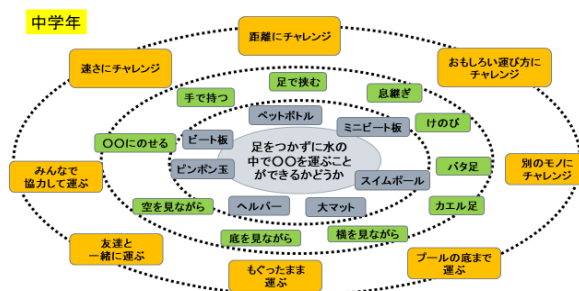 中学年
距離にチャレンジ
速さにチャレンジ
おもしろい運び方に
チャレンジ
足で挟む
息継ぎ
手で持つ
ペットボトル
けのび
ミニビート板
〇〇にのせる
ビート板
足をつかずに水の
中で〇〇を運ぶこと
ができるかどうか
バタ足
みんなで
協力して運ぶ
ピンポン玉
スイムボール
別のモノに
チャレンジ
空を見ながら
ヘルパー
大マット
カエル足
底を見ながら
横を見ながら
友達と
一緒に運ぶ
もぐったまま
運ぶ
プールの底まで
運ぶ